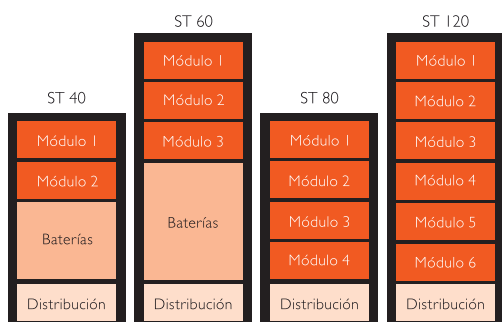 ST 40
Módulo 1
Módulo 2
Baterías
Distribución
ST 60
Módulo 1
Módulo 2
Módulo 3
Baterías
Distribución
ST 80
Módulo 1
Módulo 2
Módulo 3
Módulo 4
Distribución
ST 120
Módulo 1
Módulo 2
Módulo 3
Módulo 4
Módulo 5
Módulo 6
Distribución